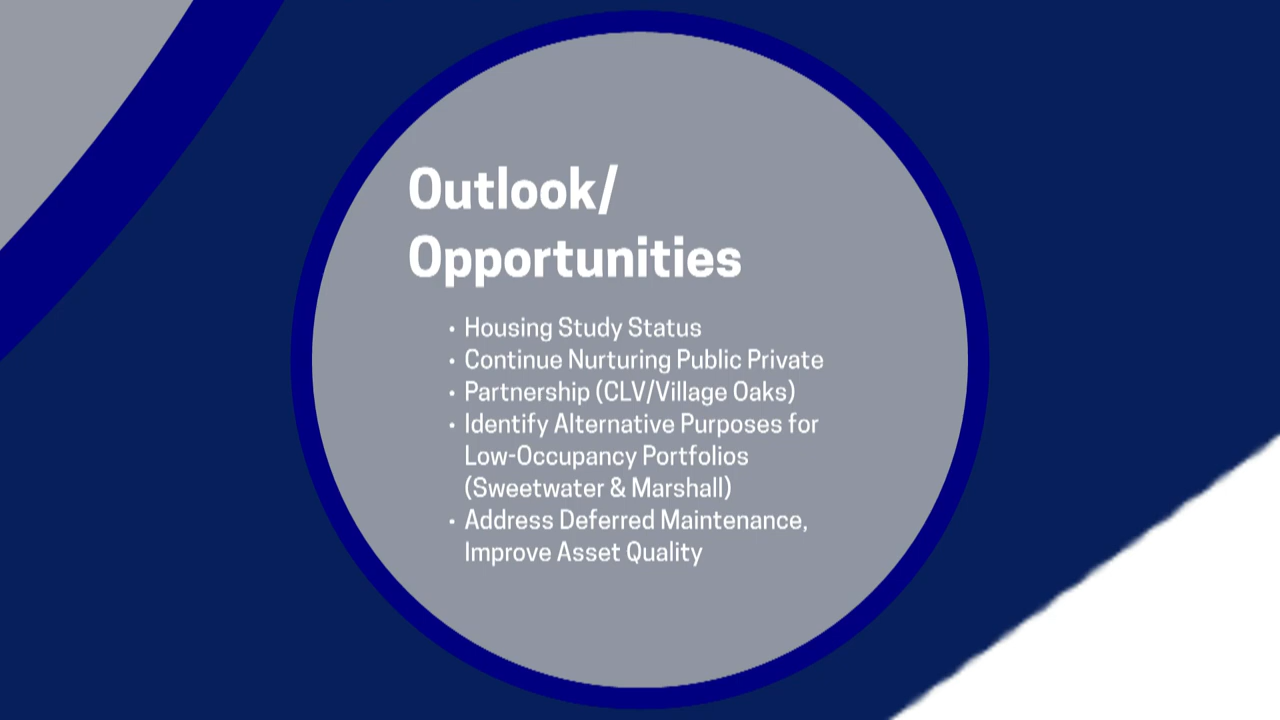 Outlook/
Opportunities
• Housing Study Status
• Continue Nurturing Public Private
• Partnership (CLV/Village Oaks)
• Identify Alternative Purposes for
Low-Occupancy Portfolios
(Sweetwater & Marshall)
• Address Deferred Maintenance,
Improve Asset Quality